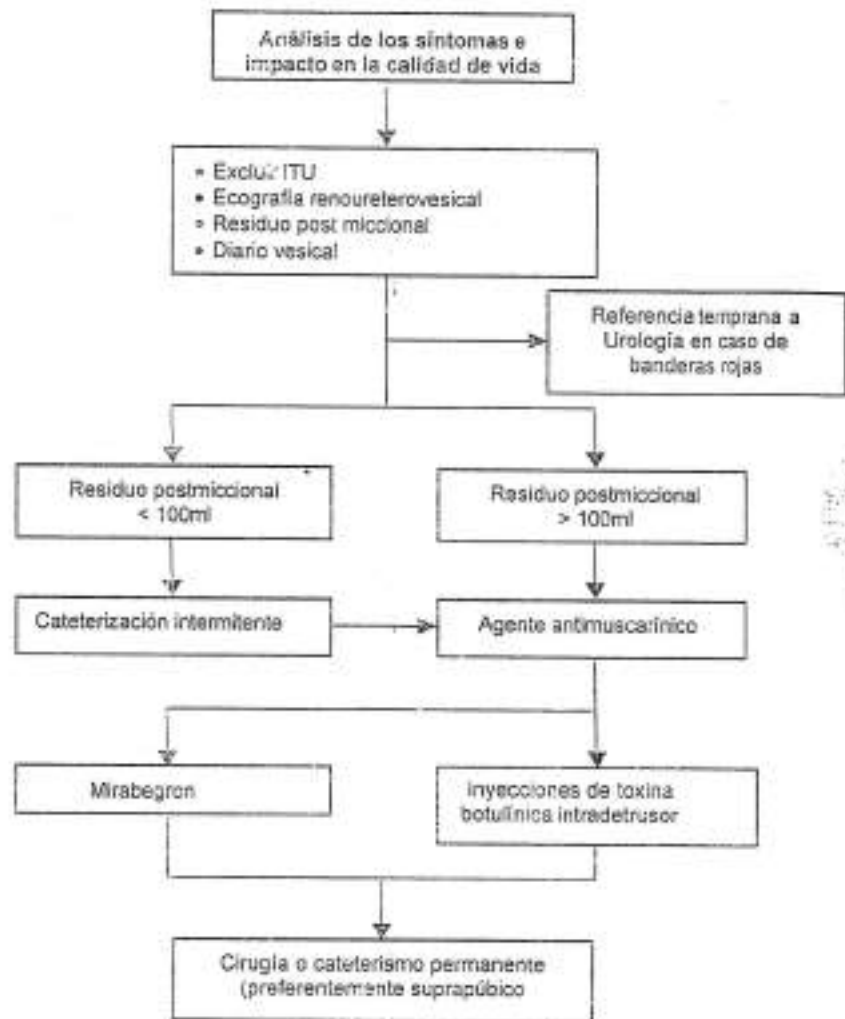 Análisis de los síntomas e
impacto en la calidad de vida
• Excluir ITU
• Ecografía renoureterovesical
• Residuo post miccional
• Diario vesical
Referencia temprana a
Urología en caso de
banderas rojas
Residuo postmiccional
< 100ml
Residuo postmiccional
> 100ml
Cateterización intermitente
Agente antimuscarínico
Mirabegron
Inyecciones de toxina
botulínica intradetrusor
Cirugía o cateterismo permanente
(preferentemente suprapúbico